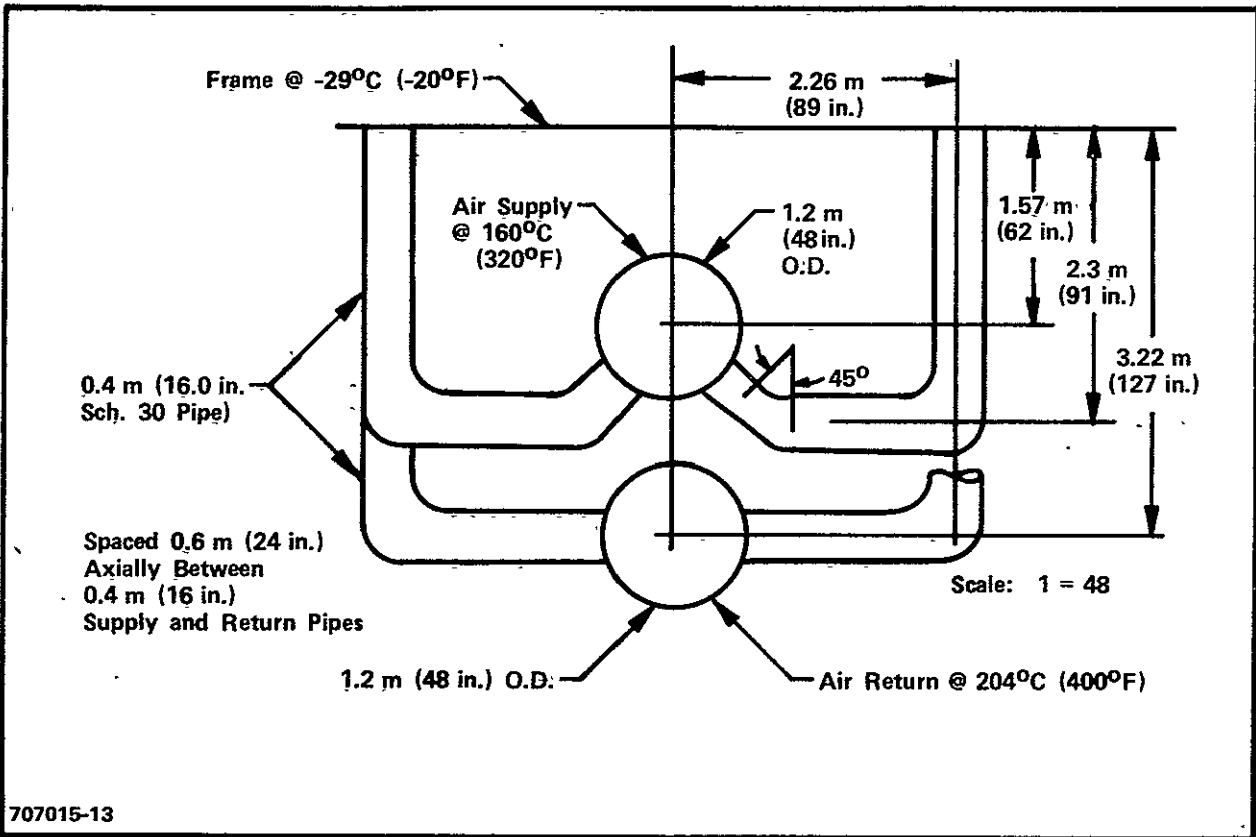 Frame @ -29°C (-20°F)
2.26 m
(89 in.)
Air Supply
@ 160°C
(320°F)
1.2 m
(48 in.)
O.D.
1.57 m
(62 in.)
2.3 m
(91 in.)
3.22 m
(127 in.)
45°
0.4 m (16.0 in.
Sch. 30 Pipe)
Spaced 0.6 m (24 in.)
Axially Between
0.4 m (16 in.)
Supply and Return Pipes
Scale: 1 = 48
1.2 m (48 in.) O.D.
Air Return @ 204°C (400°F)
707015-13